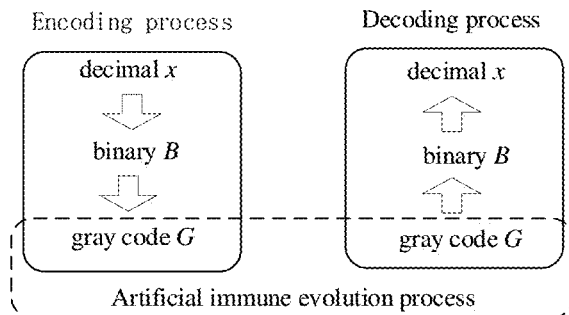 Encoding process
decimal x
binary B
gray code G
Decoding process
decimal x
binary B
gray code G
Artificial immune evolution process